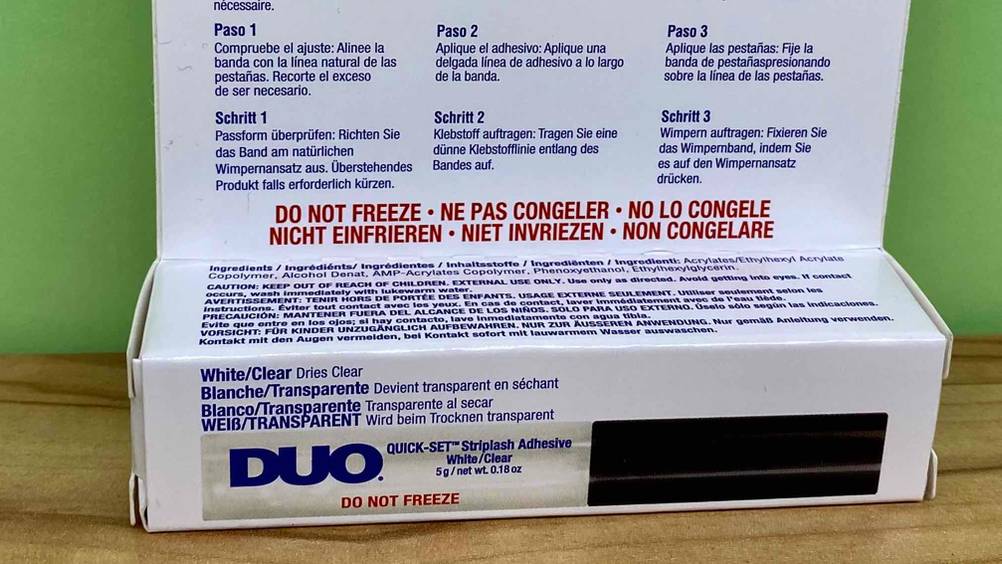 nécessaire.
Paso 1
Compruebe el ajuste: Alinee la
banda con la línea natural de las
pestañas. Recorte el exceso
de ser necesario.
Paso 2
Aplique el adhesivo: Aplique una
delgada línea de adhesivo a lo largo
de la banda.
Paso 3
Aplique las pestañas: Fije la
banda de pestañaspresionando
sobre la línea de las pestañas.
Schritt 1
Passform überprüfen: Richten Sie
das Band am natürlichen
Wimpernansatz aus. Überstehendes
Produkt falls erforderlich kürzen.
Schritt 2
Klebstoff auftragen: Tragen Sie eine
dünne Klebstofflinie entlang des
Bandes auf.
Schritt 3
Wimpern auftragen: Fixieren Sie
das Wimpernband, indem Sie
es auf den Wimpernansatz
drücken.
DO NOT FREEZE • NE PAS CONGELER • NO LO CONGELE
NICHT EINFRIEREN • NIET INVRIEZEN • NON CONGELARE
Ingredients / Ingrédiénts/ Ingrédientes / Inhaltsstoffe / Ingrediënten / Ingredienti: Acrylates/Ethylhexyl Acrylate
Copolymer, Alcohol Denat, AMP-Acrylates Copolymer, Phenoxyethanol, Ethylhexylglycerin.
CAUTION: KEEP OUT OF REACH OF CHILDREN. EXTERNAL USE ONLY. Use only as directed. Avoid getting into eyes. If contact
occurs, wash immediately with lukewarm water.
AVERTISSEMENT: TENIR HORS DE PORTÉE DES ENFANTS. USAGE EXTERNE SEULEMENT. Utiliser seulement selon les
instructions. Éviter tout contact avec les yeux. En cas de contact, laver immédiatement avec de l'eau tiède.
PRECAUCIÓN: MANTENER FUERA DEL ALCANCE DE LOS NIÑOS. SOLO PARA USO EXTERNO. Úselo sólo según las indicaciones.
Evite que entre en los ojos; si hay contacto, lave inmediatamente con agua tibia.
VORSICHT: FÜR KINDER UNZUGÄNGLICH AUFBEWAHREN. NUR ZUR ÄUSSEREN ANWENDUNG. Nur gemäß Anleitung verwenden.
Kontakt mit den Augen vermeiden, bei Kontakt sofort mit lauwarmem Wasser auswaschen.
White/Clear Dries Clear
Blanche/Transparente Devient transparent en séchant
Blanco/Transparente Transparente al secar
WEIß/TRANSPARENT Wird beim Trocknen transparent
DUO.
QUICK-SET™ Striplash Adhesive
White/Clear
5g/net wt. 0.18 oz
DO NOT FREEZE